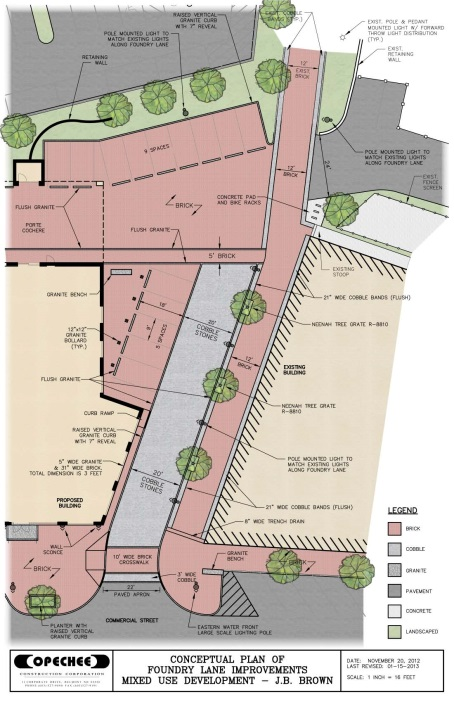 RAISED VERTICAL
GRANITE CURB
WITH 7" REVEAL
COBBLE
POLE MOUNTED LIGHT TO
MATCH EXISTING LIGHTS
ALONG FOUNDRY LANE
RETAINING
WALL
EXIST. POLE & PEDANT
MOUNTED LIGHT W/ FORWARD
THROW LIGHT DISTRIBUTION
(TYP.)
EXIST.
RETAINING
WALL
12'
EXIST.
BRICK
9 SPACES
12'
BRICK
POLE MOUNTED LIGHT TO
MATCH EXISTING LIGHTS
ALONG FOUNDRY LANE
24'
EXIST.
FENCE
SCREEN
CONCRETE PAD
AND BIKE RACKS
FLUSH GRANITE
BRICK
PORTE
COCHERE
FLUSH GRANITE
5' BRICK
EXISTING
STOOP
GRANITE BENCH
18'
20'
COBBLE
STONES
9'
5 SPACES
12"x12"
GRANITE
BOLLARD
(TYP.)
21" WIDE COBBLE BANDS (FLUSH)
NEENAH TREE GRATE R-8810
12'
BRICK
EXISTING
BUILDING
FLUSH GRANITE
NEENAH TREE GRATE
R-8810
CURB RAMP
RAISED VERTICAL
GRANITE CURB
WITH 7" REVEAL
5" WIDE GRANITE
& 31" WIDE BRICK,
TOTAL DIMENSION IS 3 FEET
POLE MOUNTED LIGHT TO
MATCH EXISTING LIGHTS
ALONG FOUNDRY LANE
20'
COBBLE
STONES
PROPOSED
BUILDING
21" WIDE COBBLE BANDS (FLUSH)
8" WIDE TRENCH DRAIN
WALL
SCONCE
BRICK
10' WIDE BRICK
CROSSWALK
GRANITE
BENCH
BRICK
3' WIDE
COBBLE
22'
PAVED APRON
COMMERCIAL STREET
PLANTER WITH
RAISED VERTICAL
GRANITE CURB
EASTERN WATER FRONT
LARGE SCALE LIGHTING POLE
LEGEND
BRICK
COBBLE
GRANITE
PAVEMENT
CONCRETE
LANDSCAPED
COPECHEE
CONSTRUCTION CORPORATION
CONCEPTUAL PLAN OF
FOUNDRY LANE IMPROVEMENTS
MIXED USE DEVELOPMENT - J.B. BROWN
DATE: NOVEMBER 20, 2012
LAST REVISED: 01-15-2013
SCALE: 1 INCH = 16 FEET